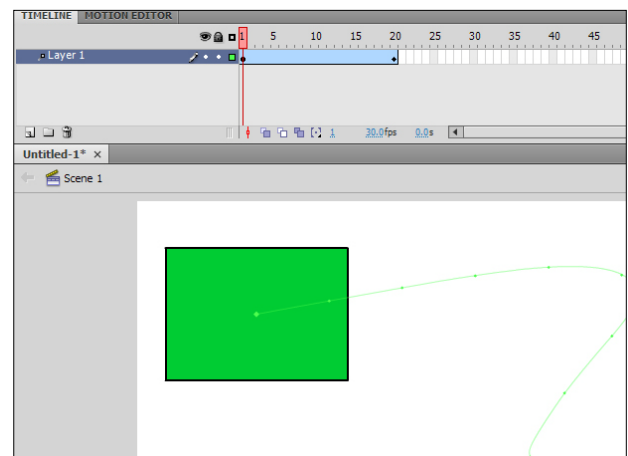 TIMELINE MOTION EDITOR
1 5 10 15 20 25 30 35 40 45
Layer 1
1 30.0fps 0.0s
Untitled-1* ×
Scene 1